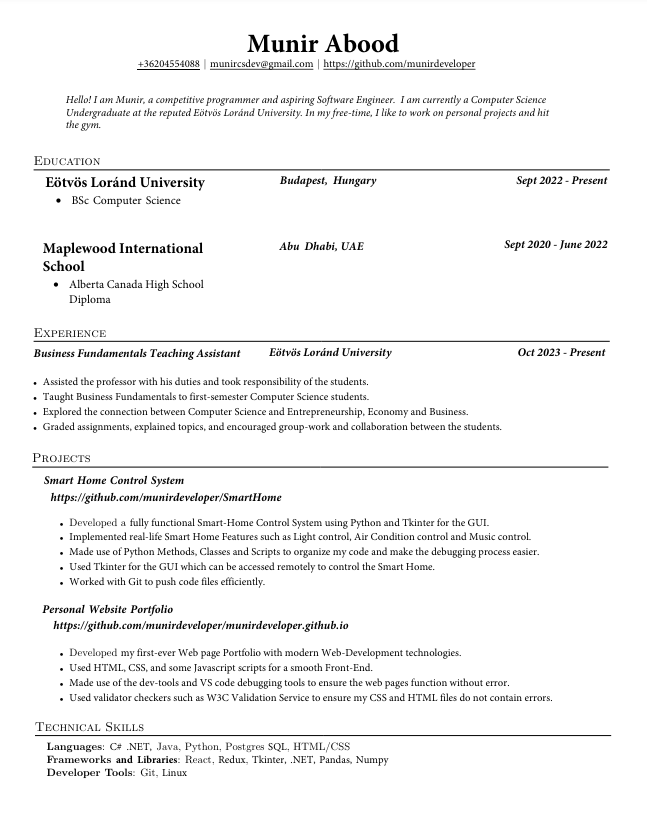 Munir Abood
+36204554088 | munircsdev@gmail.com | https://github.com/munirdeveloper
Hello! I am Munir, a competitive programmer and aspiring Software Engineer. I am currently a Computer Science
Undergraduate at the reputed Eötvös Loránd University. In my free-time, I like to work on personal projects and hit
the gym.
Education
Eötvös Loránd University Budapest, Hungary Sept 2022 - Present
• BSc Computer Science
Maplewood International Abu Dhabi, UAE Sept 2020 - June 2022
School
• Alberta Canada High School
Diploma
Experience
Business Fundamentals Teaching Assistant Eötvös Loránd University Oct 2023 - Present
• Assisted the professor with his duties and took responsibility of the students.
• Taught Business Fundamentals to first-semester Computer Science students.
• Explored the connection between Computer Science and Entrepreneurship, Economy and Business.
• Graded assignments, explained topics, and encouraged group-work and collaboration between the students.
Projects
Smart Home Control System
https://github.com/munirdeveloper/SmartHome
• Developed a fully functional Smart-Home Control System using Python and Tkinter for the GUI.
• Implemented real-life Smart Home Features such as Light control, Air Condition control and Music control.
• Made use of Python Methods, Classes and Scripts to organize my code and make the debugging process easier.
• Used Tkinter for the GUI which can be accessed remotely to control the Smart Home.
• Worked with Git to push code files efficiently.
Personal Website Portfolio
https://github.com/munirdeveloper/munirdeveloper.github.io
• Developed my first-ever Web page Portfolio with modern Web-Development technologies.
• Used HTML, CSS, and some Javascript scripts for a smooth Front-End.
• Made use of the dev-tools and VS code debugging tools to ensure the web pages function without error.
• Used validator checkers such as W3C Validation Service to ensure my CSS and HTML files do not contain errors.
Technical Skills
Languages: C# .NET, Java, Python, Postgres SQL, HTML/CSS
Frameworks and Libraries: React, Redux, Tkinter, .NET, Pandas, Numpy
Developer Tools: Git, Linux